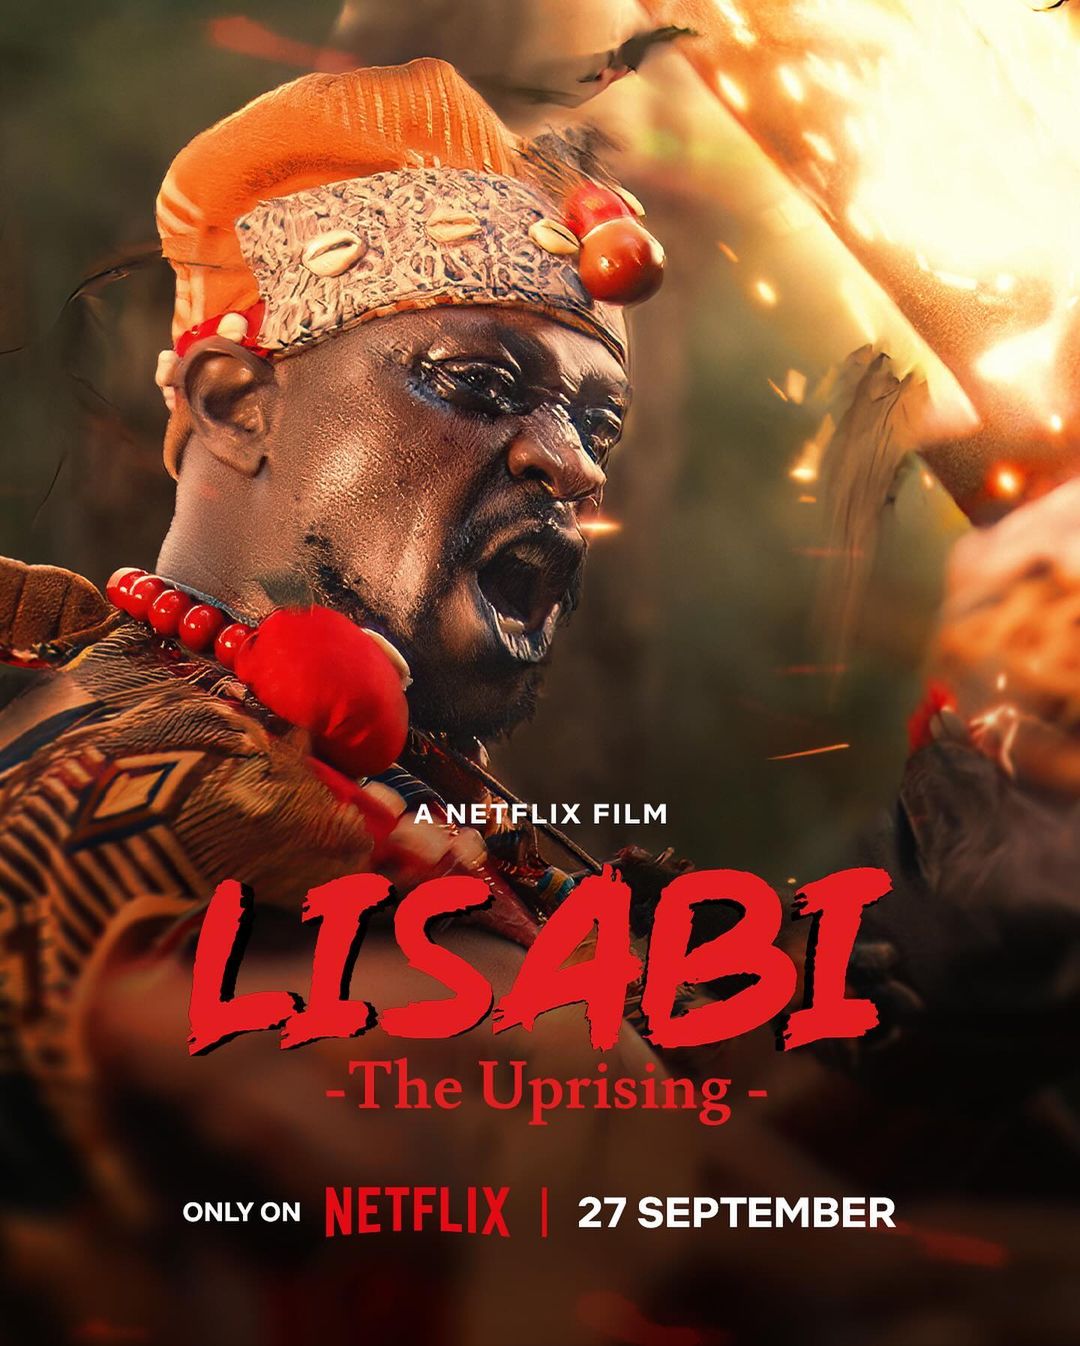 A NETFLIX FILM
LISABI
-The Uprising -
ONLY ON NETFLIX | 27 SEPTEMBER